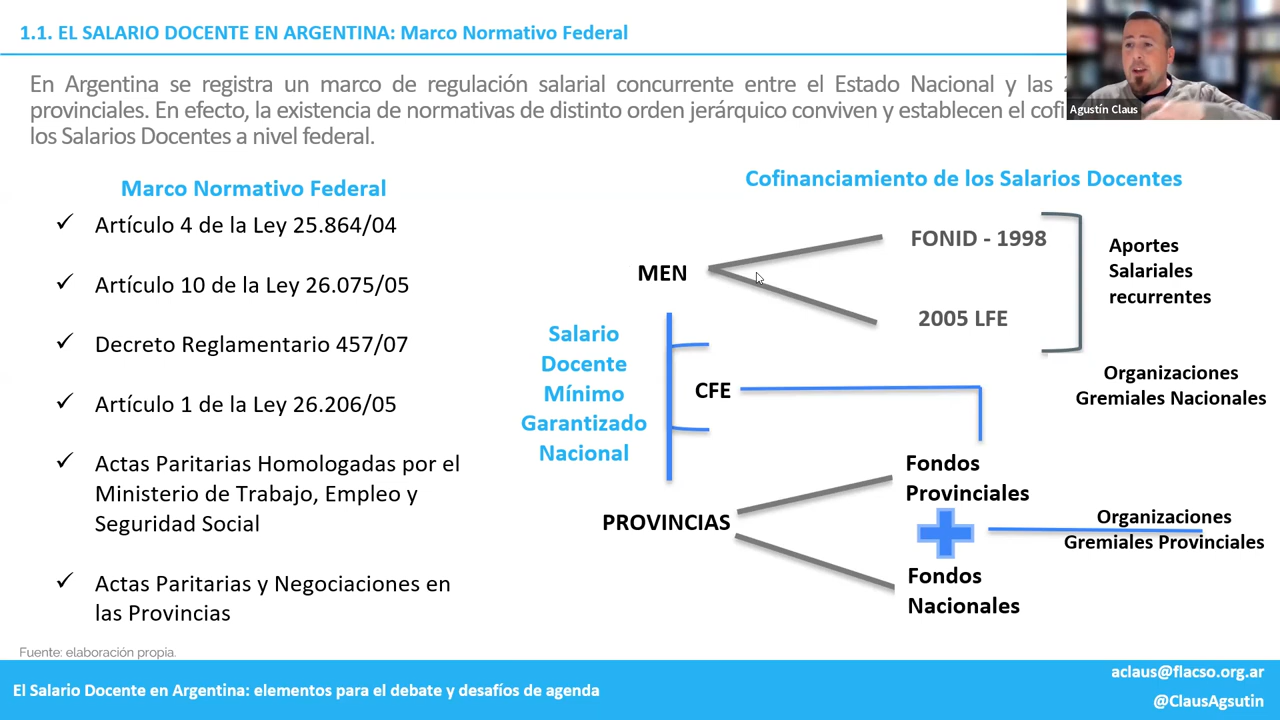 1.1. EL SALARIO DOCENTE EN ARGENTINA: Marco Normativo Federal
En Argentina se registra un marco de regulación salarial concurrente entre el Estado Nacional y las
provinciales. En efecto, la existencia de normativas de distinto orden jerárquico conviven y establecen el
los Salarios Docentes a nivel federal.
Agustín Claus
Marco Normativo Federal
✓ Artículo 4 de la Ley 25.864/04
✓ Artículo 10 de la Ley 26.075/05
✓ Decreto Reglamentario 457/07
✓ Artículo 1 de la Ley 26.206/05
✓ Actas Paritarias Homologadas por el
Ministerio de Trabajo, Empleo y
Seguridad Social
✓ Actas Paritarias y Negociaciones en
las Provincias
Cofinanciamiento de los Salarios Docentes
MEN
FONID - 1998
2005 LFE
Aportes
Salariales
recurrentes
Salario
Docente
Mínimo
Garantizado
Nacional
CFE
Organizaciones
Gremiales Nacionales
PROVINCIAS
Fondos
Provinciales
Fondos
Nacionales
Organizaciones
Gremiales Provinciales
Fuente: elaboración propia.
El Salario Docente en Argentina: elementos para el debate y desafíos de agenda
aclaus@flacso.org.ar
@ClausAgsutin